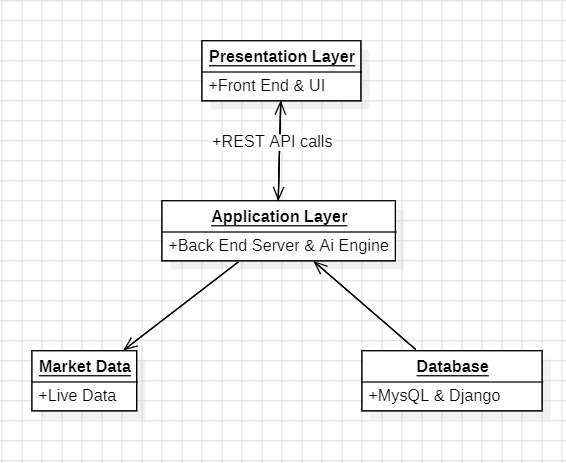 Presentation Layer
+Front End & UI
+REST API calls
Application Layer
+Back End Server & Ai Engine
Market Data
+Live Data
Database
+MysQL & Django